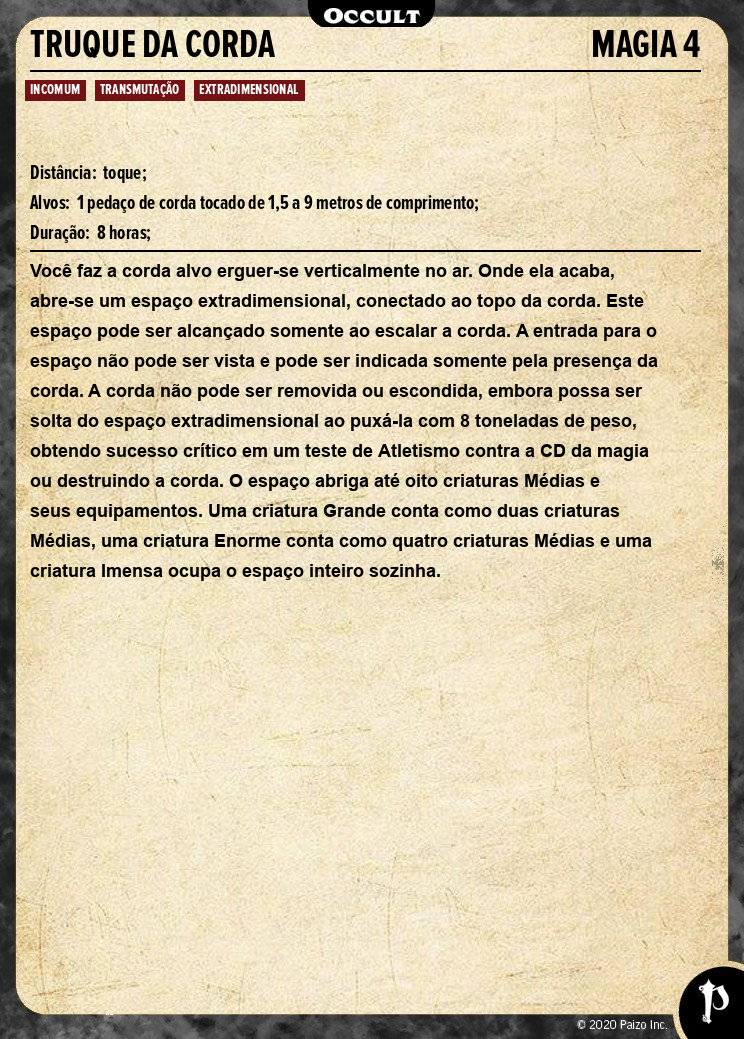 Occult
TRUQUE DA CORDA MAGIA 4
INCOMUM TRANSMUTAÇÃO EXTRADIMENSIONAL
Distância: toque;
Alvos: 1 pedaço de corda tocado de 1,5 a 9 metros de comprimento;
Duração: 8 horas;
Você faz a corda alvo erguer-se verticalmente no ar. Onde ela acaba,
abre-se um espaço extradimensional, conectado ao topo da corda. Este
espaço pode ser alcançado somente ao escalar a corda. A entrada para o
espaço não pode ser vista e pode ser indicada somente pela presença da
corda. A corda não pode ser removida ou escondida, embora possa ser
solta do espaço extradimensional ao puxá-la com 8 toneladas de peso,
obtendo sucesso crítico em um teste de Atletismo contra a CD da magia
ou destruindo a corda. O espaço abriga até oito criaturas Médias e
seus equipamentos. Uma criatura Grande conta como duas criaturas
Médias, uma criatura Enorme conta como quatro criaturas Médias e uma
criatura Imensa ocupa o espaço inteiro sozinha.
© 2020 Paizo Inc.
P